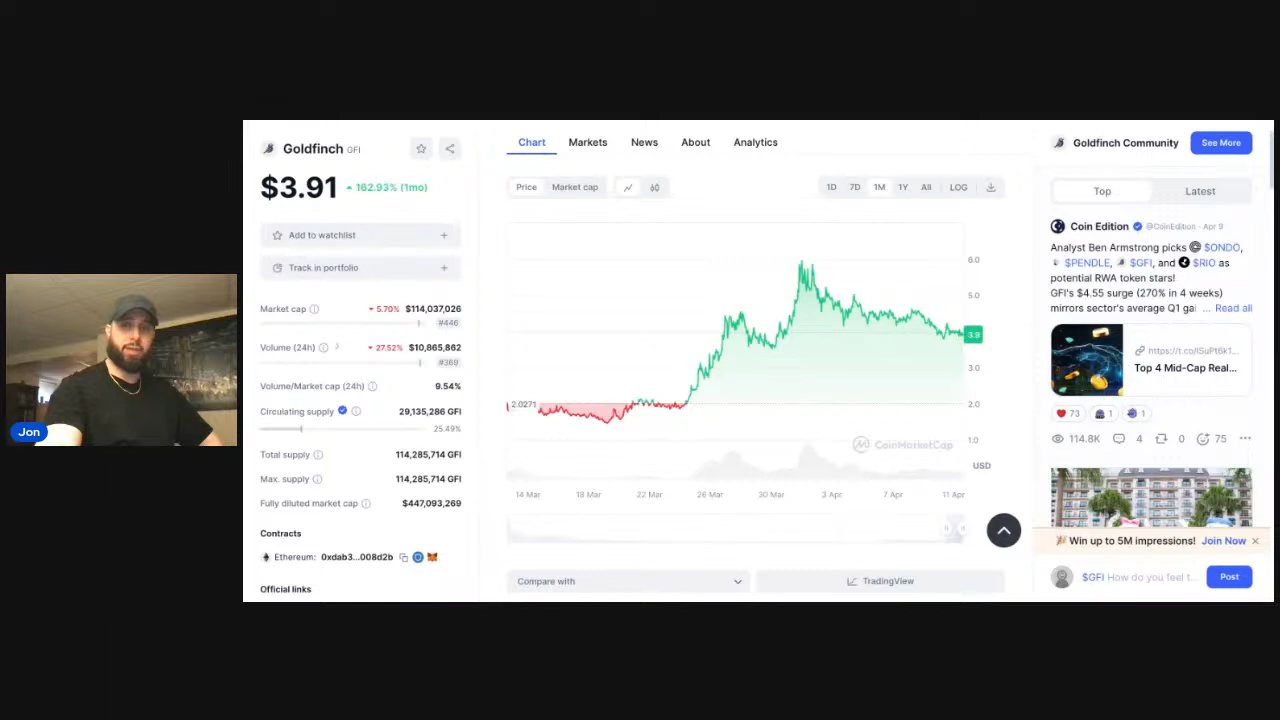 Jon
Goldfinch GFI
$3.91 162.93% (1mo)
Add to watchlist +
Track in portfolio +
Market cap 5.70% $114,037,026
#446
Volume (24h) 27.52% $10,865,862
#369
Volume/Market cap (24h) 9.54%
Circulating supply 29,135,286 GFI
25.49%
Total supply 114,285,714 GFI
Max. supply 114,285,714 GFI
Fully diluted market cap $447,093,269
Contracts
Ethereum: 0xdab3...008d2b
Official links
Chart Markets News About Analytics
Price Market cap 1D 7D 1M 1Y All LOG
6.0
5.0
3.9
3.0
2.0271 2.0
1.0
CoinMarketCap
USD
14 Mar 18 Mar 22 Mar 26 Mar 30 Mar 3 Apr 7 Apr 11 Apr
Compare with TradingView
Goldfinch Community See More
Top Latest
Coin Edition @CoinEdition · Apr 9
Analyst Ben Armstrong picks $ONDO,
$PENDLE, $GFI, and $RIO as
potential RWA token stars!
GFI's $4.55 surge (270% in 4 weeks)
mirrors sector's average Q1 gai ... Read all
Top 4 Mid-Cap Real...
73 1 1
114.8K 4 0 75
Win up to 5M impressions! Join Now
$GFI How do you feel t... Post